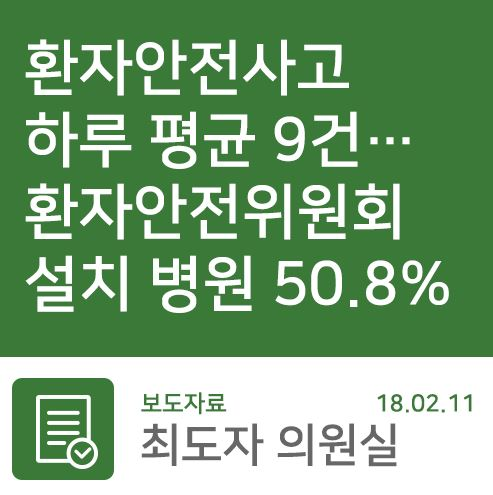 환자안전사고
하루 평균 9건…
환자안전위원회
설치 병원 50.8%
보도자료 18.02.11
최도자 의원실